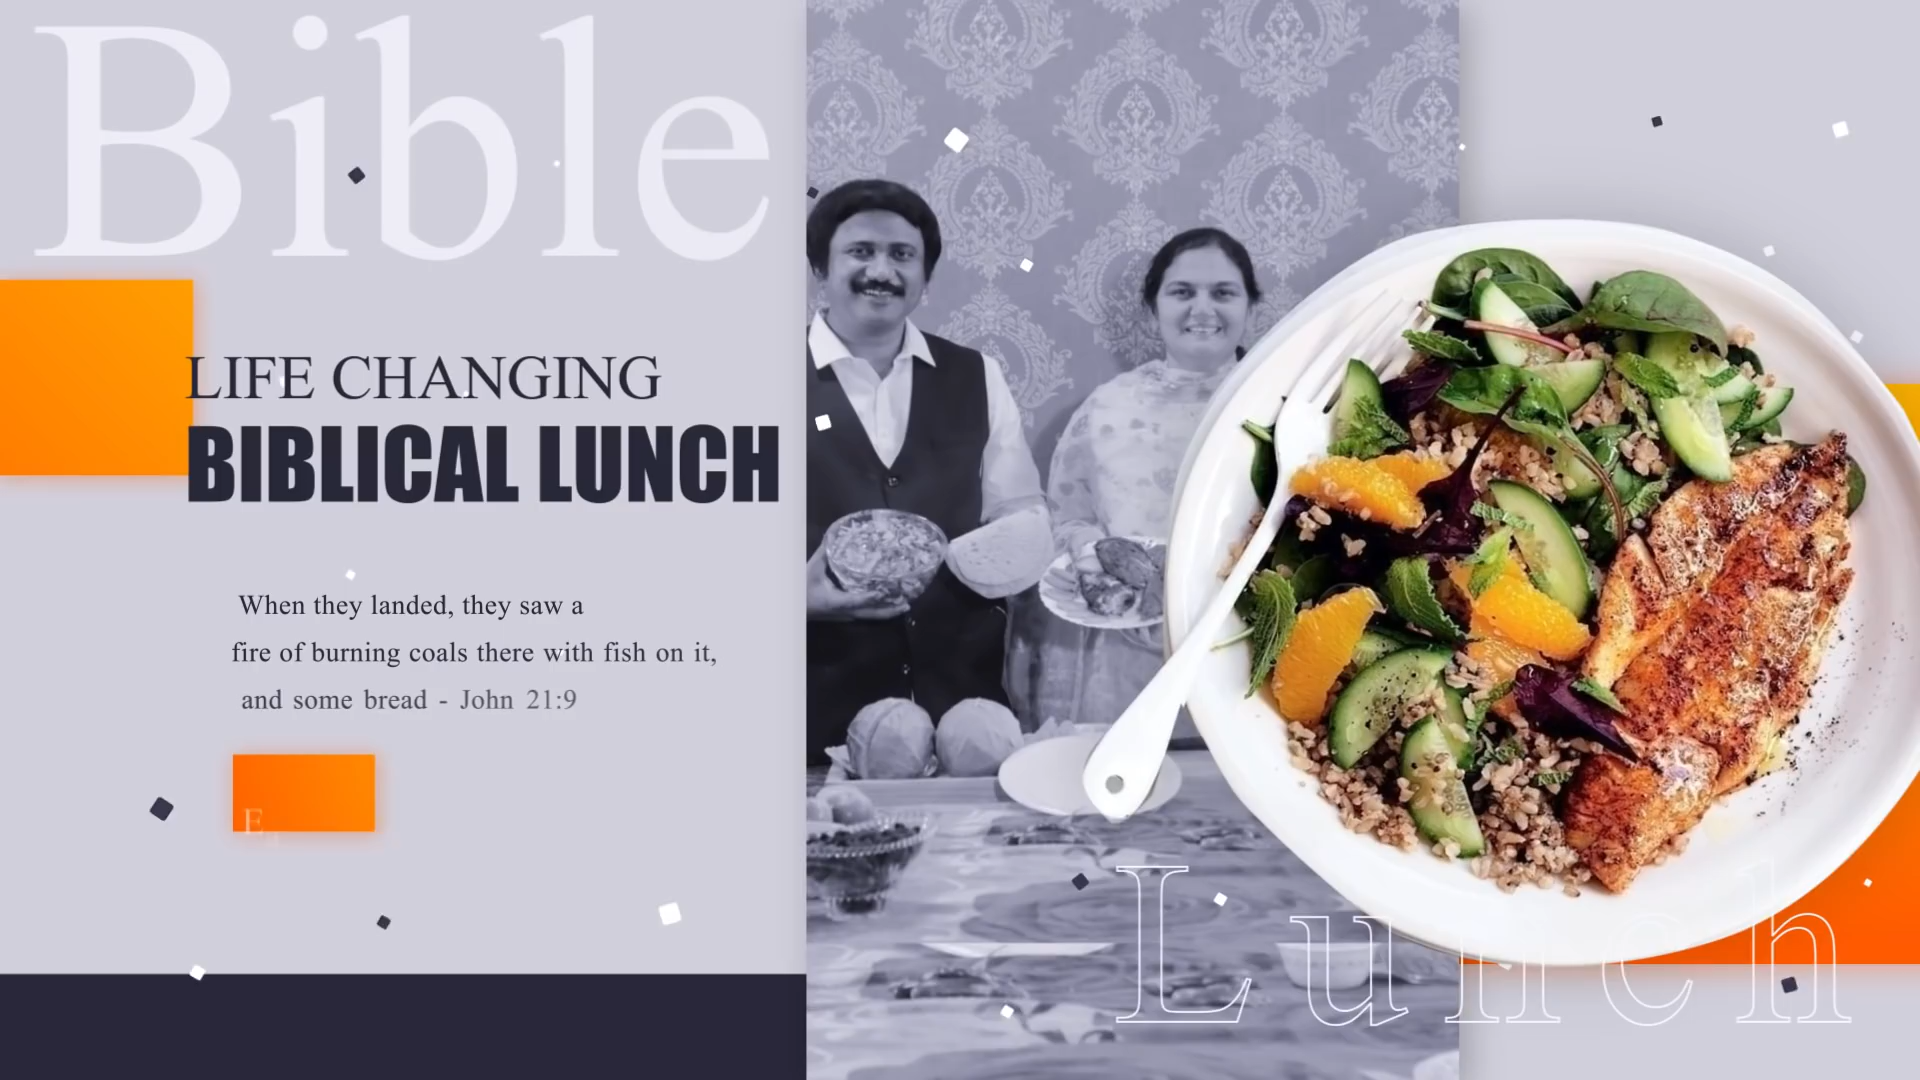 Bible
LIFE CHANGING
BIBLICAL LUNCH
When they landed, they saw a
fire of burning coals there with fish on it,
and some bread - John 21:9
E
Lunch